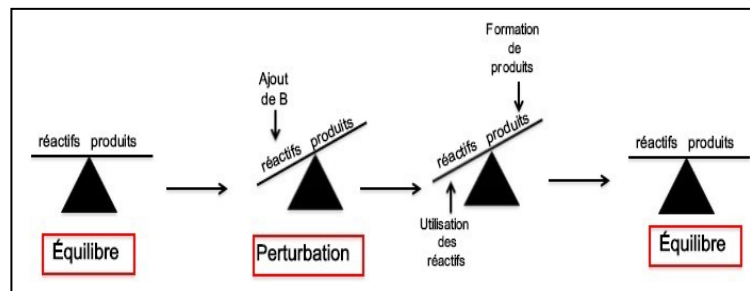 réactifs produits
Équilibre
Ajout
de B
réactifs produits
Perturbation
Formation
de
produits
réactifs produits
Utilisation
des
réactifs
réactifs produits
Équilibre